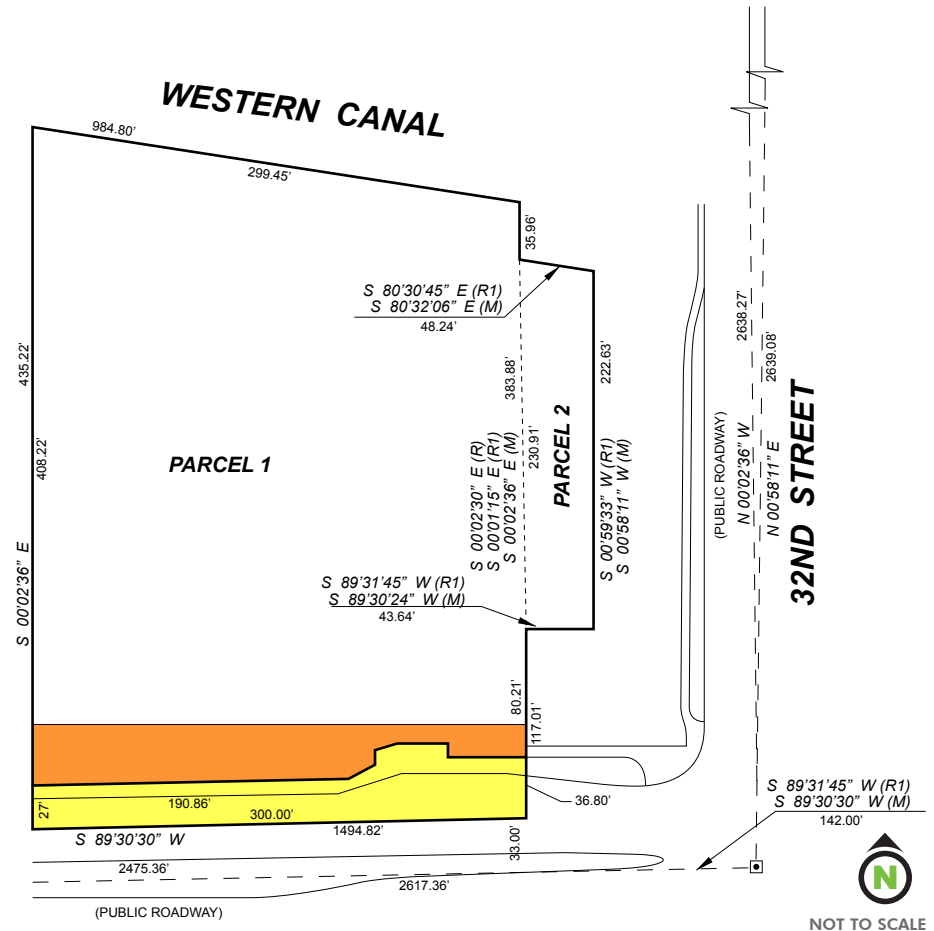 WESTERN CANAL
984.80’
299.45’
35.96’
S 80'30'45” E (R1)
S 80'32'06” E (M)
48.24’
435.22’
408.22’
S 00'02'36” E
PARCEL 1
383.88’
230.91’
S 00'02'30” E (R)
S 00'01'15” E (R1)
S 00'02'36” E (M)
PARCEL 2
222.63’
S 00'59'33” W (R1)
S 00'58'11” W (M)
S 89'31'45” W (R1)
S 89'30'24” W (M)
43.64’
2638.27’
2639.08’
(PUBLIC ROADWAY)
N 00'02'36” W
N 00'58'11” E
32ND STREET
80.21’
117.01’
27’
190.86’
300.00’
36.80’
1494.82’
33.00’
S 89'30'30” W
S 89'31'45” W (R1)
S 89'30'30” W (M)
142.00’
2475.36’
2617.36’
(PUBLIC ROADWAY)
N
NOT TO SCALE